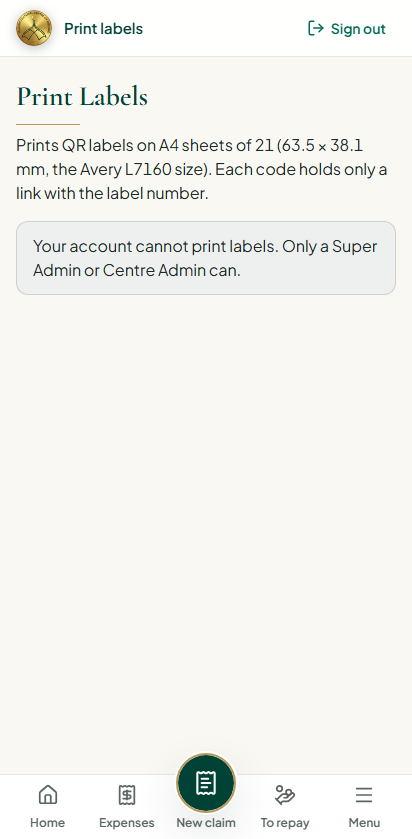 Print labels
Sign out
Print Labels
Prints QR labels on A4 sheets of 21 (63.5 × 38.1
mm, the Avery L7160 size). Each code holds only a
link with the label number.
Your account cannot print labels. Only a Super
Admin or Centre Admin can.
Home
Expenses
New claim
To repay
Menu